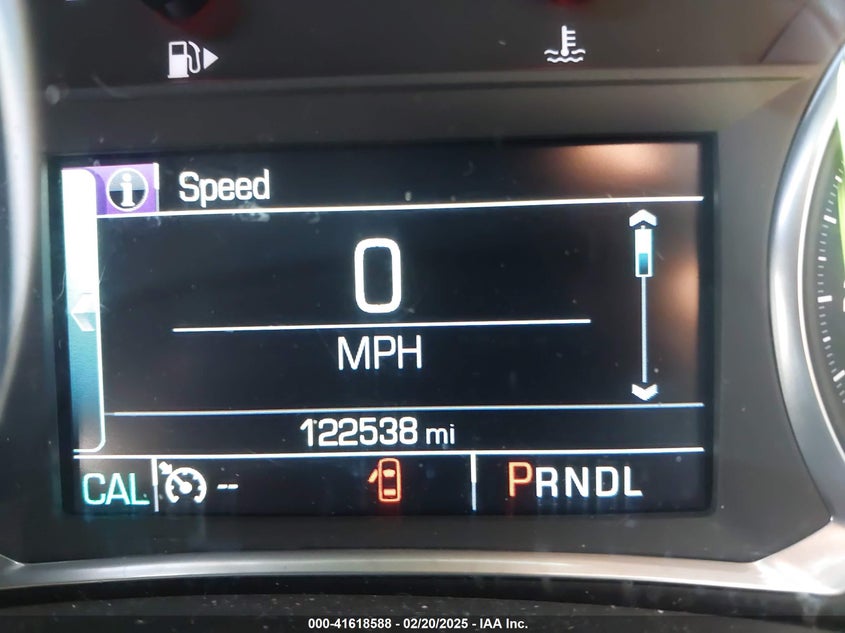 Speed
0
MPH
122538 mi
CAL -- PRNDL
000-41618588 - 02/20/2025 - IAA Inc.